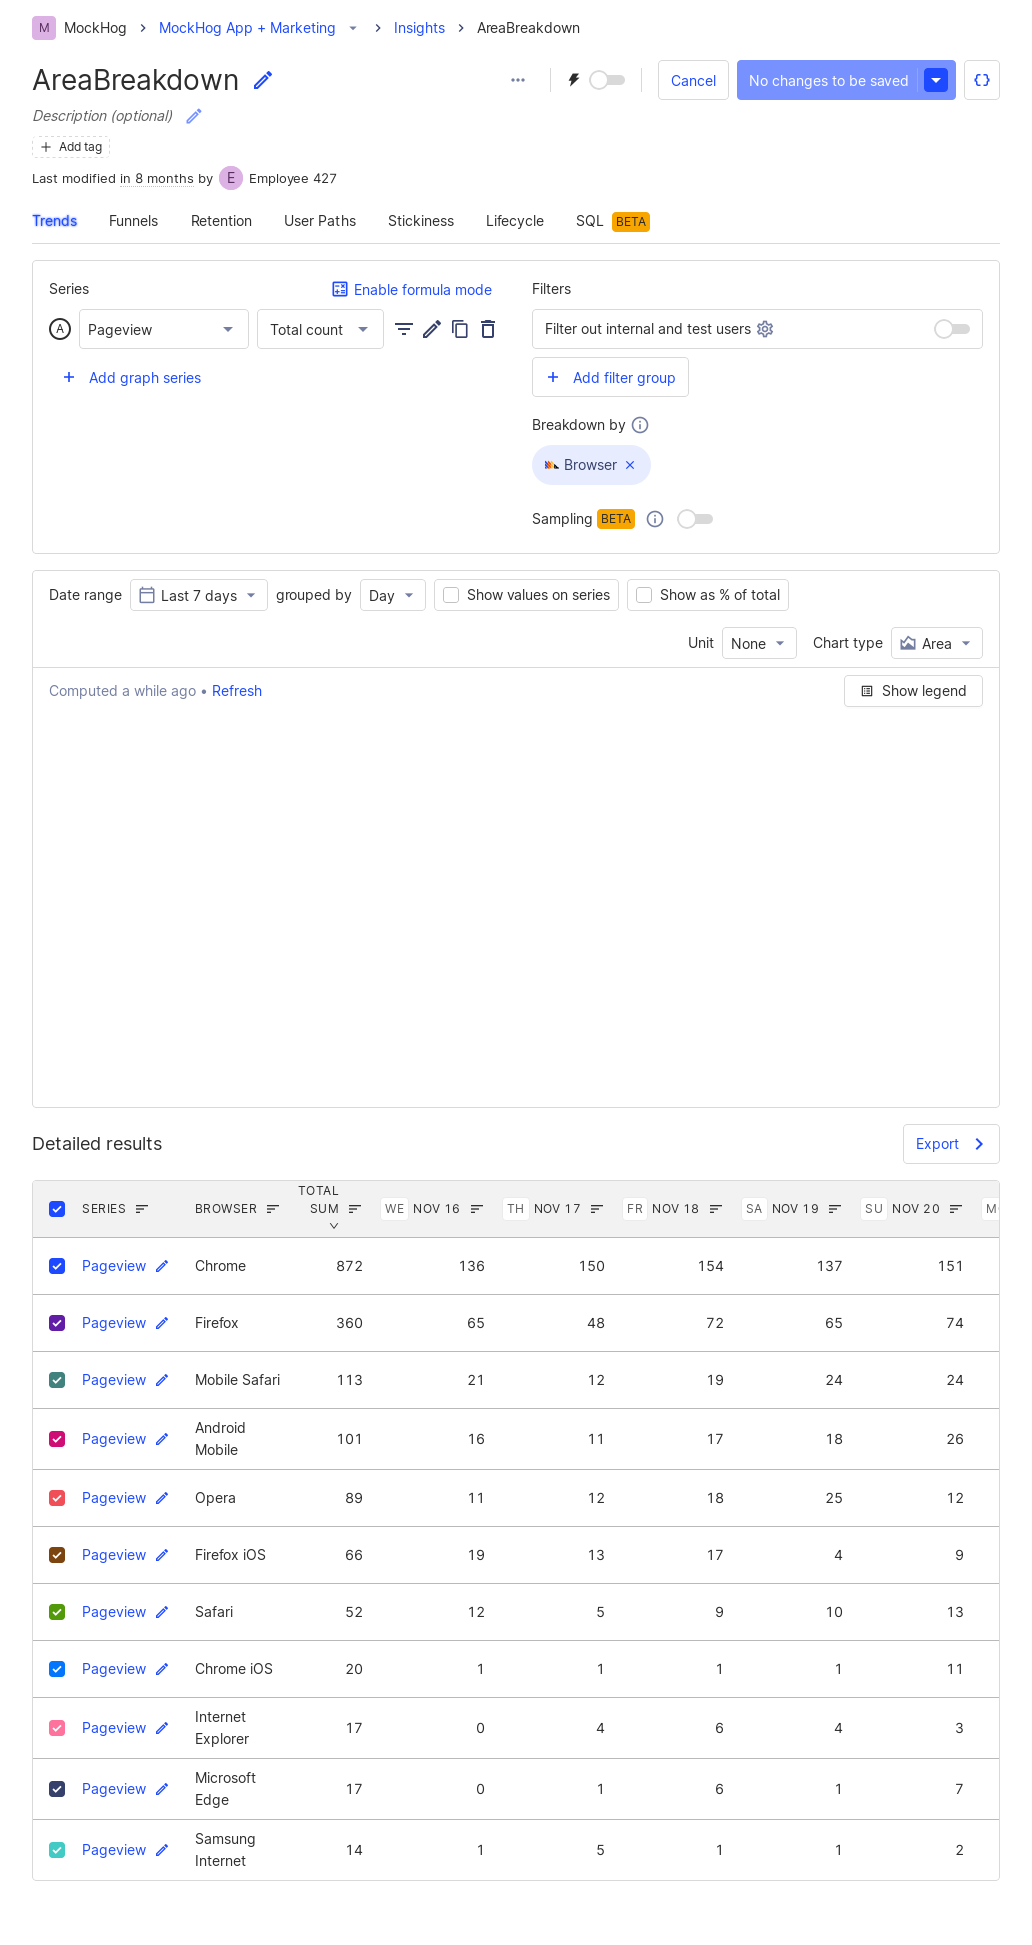 M MockHog > MockHog App + Marketing > Insights > AreaBreakdown
AreaBreakdown
Cancel
No changes to be saved
Description (optional)
Add tag
Last modified in 8 months by E Employee 427
Trends Funnels Retention User Paths Stickiness Lifecycle SQL BETA
Series
Enable formula mode
Filters
A Pageview Total count
Filter out internal and test users
+ Add graph series
+ Add filter group
Breakdown by
Browser ×
Sampling BETA
Date range Last 7 days grouped by Day Show values on series Show as % of total
Unit None Chart type Area
Computed a while ago • Refresh
Show legend
Detailed results
Export
SERIES BROWSER TOTAL SUM WE NOV 16 TH NOV 17 FR NOV 18 SA NOV 19 SU NOV 20
Pageview Chrome 872 136 150 154 137 151
Pageview Firefox 360 65 48 72 65 74
Pageview Mobile Safari 113 21 12 19 24 24
Pageview Android Mobile 101 16 11 17 18 26
Pageview Opera 89 11 12 18 25 12
Pageview Firefox iOS 66 19 13 17 4 9
Pageview Safari 52 12 5 9 10 13
Pageview Chrome iOS 20 1 1 1 1 11
Pageview Internet Explorer 17 0 4 6 4 3
Pageview Microsoft Edge 17 0 1 6 1 7
Pageview Samsung Internet 14 1 5 1 1 2